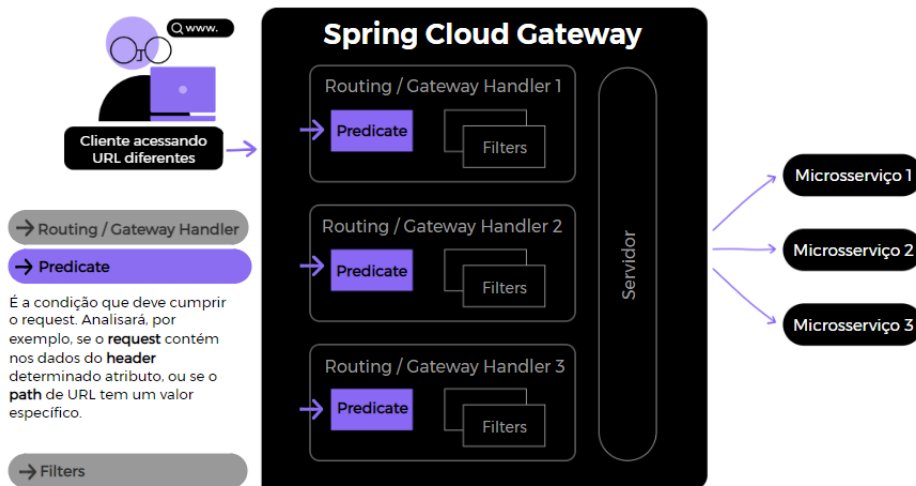 www.
Cliente acessando
URL diferentes
→ Routing / Gateway Handler
→ Predicate
É a condição que deve cumprir
o request. Analisará, por
exemplo, se o request contém
nos dados do header
determinado atributo, ou se o
path de URL tem um valor
específico.
→ Filters
Spring Cloud Gateway
Routing / Gateway Handler 1
Predicate
Filters
Routing / Gateway Handler 2
Predicate
Filters
Routing / Gateway Handler 3
Predicate
Filters
Servidor
Microsserviço 1
Microsserviço 2
Microsserviço 3